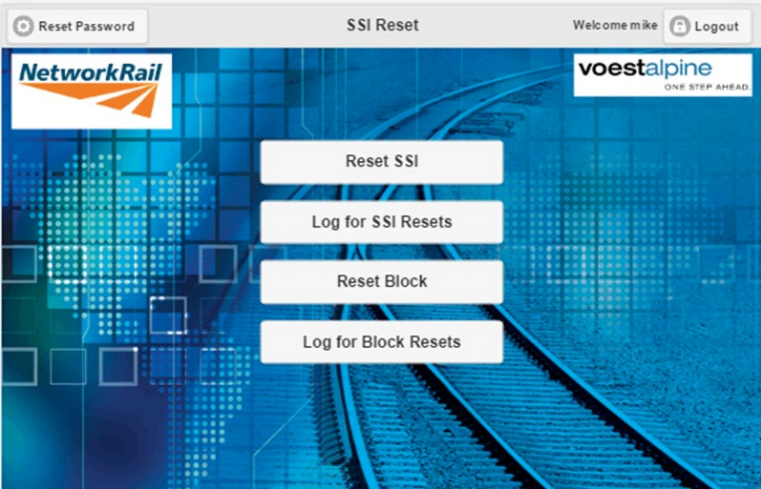 Reset Password
SSI Reset
Welcome mike
Logout
NetworkRail
voestalpine
ONE STEP AHEAD.
Reset SSI
Log for SSI Resets
Reset Block
Log for Block Resets